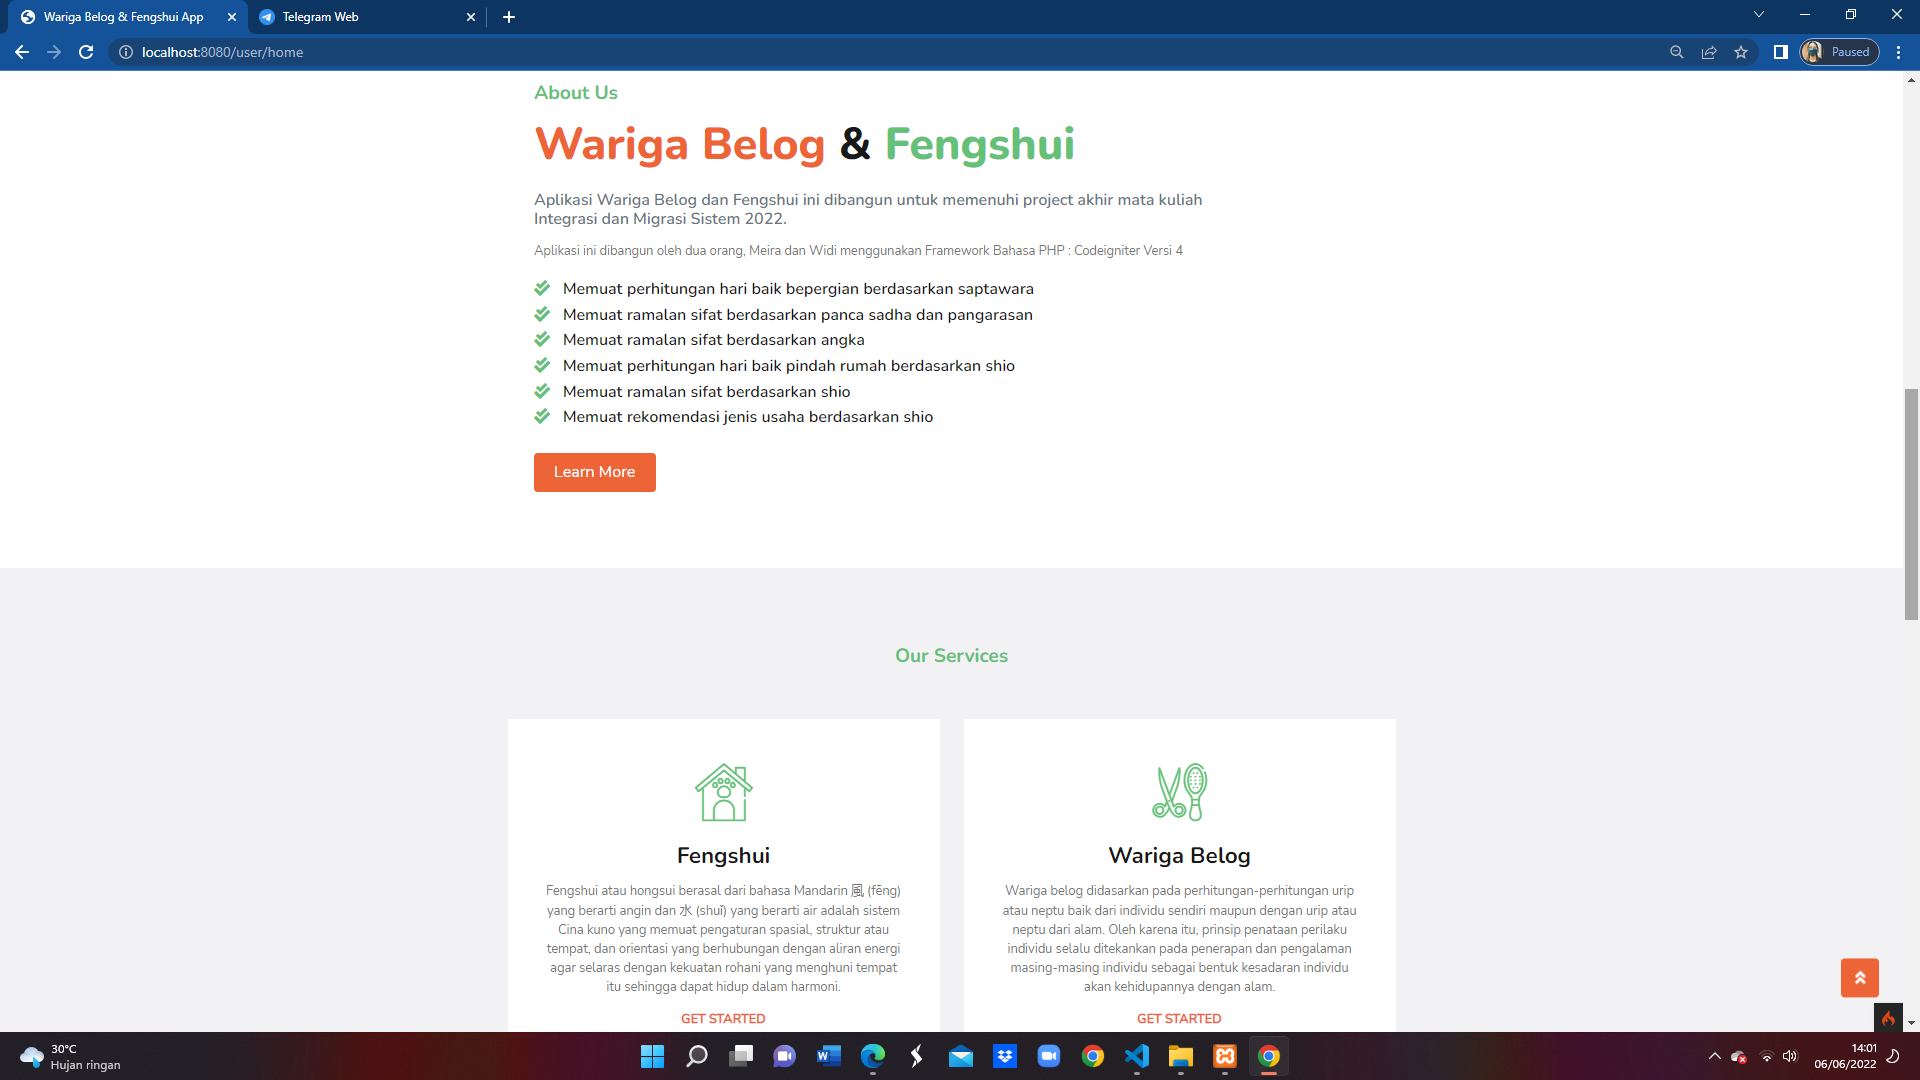 Wariga Belog & Fengshui App
Telegram Web
localhost:8080/user/home
Paused
About Us
Wariga Belog & Fengshui
Aplikasi Wariga Belog dan Fengshui ini dibangun untuk memenuhi project akhir mata kuliah
Integrasi dan Migrasi Sistem 2022.
Aplikasi ini dibangun oleh dua orang, Meira dan Widi menggunakan Framework Bahasa PHP : Codeigniter Versi 4
Memuat perhitungan hari baik bepergian berdasarkan saptawara
Memuat ramalan sifat berdasarkan panca sadha dan pangarasan
Memuat ramalan sifat berdasarkan angka
Memuat perhitungan hari baik pindah rumah berdasarkan shio
Memuat ramalan sifat berdasarkan shio
Memuat rekomendasi jenis usaha berdasarkan shio
Learn More
Our Services
Fengshui
Fengshui atau hongsui berasal dari bahasa Mandarin 風 (fēng)
yang berarti angin dan 水 (shuǐ) yang berarti air adalah sistem
Cina kuno yang memuat pengaturan spasial, struktur atau
tempat, dan orientasi yang berhubungan dengan aliran energi
agar selaras dengan kekuatan rohani yang menghuni tempat
itu sehingga dapat hidup dalam harmoni.
GET STARTED
Wariga Belog
Wariga belog didasarkan pada perhitungan-perhitungan urip
atau neptu baik dari individu sendiri maupun dengan urip atau
neptu dari alam. Oleh karena itu, prinsip penataan perilaku
individu selalu ditekankan pada penerapan dan pengalaman
masing-masing individu sebagai bentuk kesadaran individu
akan kehidupannya dengan alam.
GET STARTED
30°C
Hujan ringan
14:01
06/06/2022